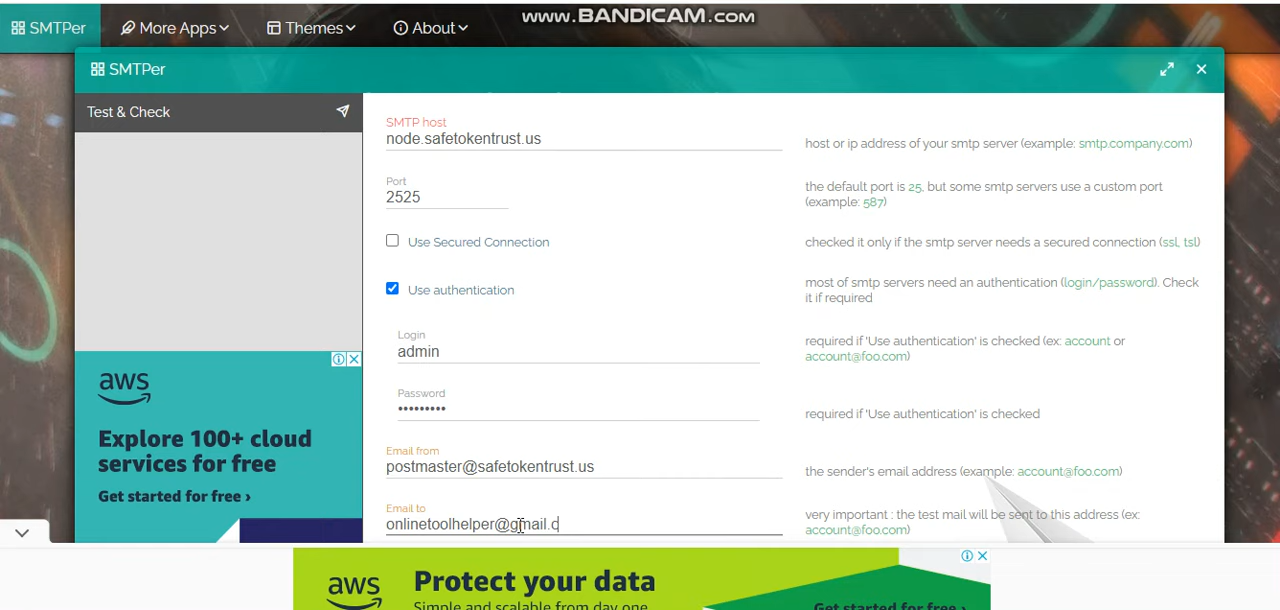 www.BANDICAM.com
SMTPer
More Apps
Themes
About
SMTPer
Test & Check
SMTP host
node.safetokentrust.us
host or ip address of your smtp server (example: smtp.company.com)
Port
2525
the default port is 25, but some smtp servers use a custom port
(example: 587)
Use Secured Connection
checked it only if the smtp server needs a secured connection (ssl, tsl)
Use authentication
most of smtp servers need an authentication (login/password). Check
it if required
Login
admin
required if 'Use authentication' is checked (ex: account or
account@foo.com)
Password
•••••••••
required if 'Use authentication' is checked
Email from
postmaster@safetokentrust.us
the sender's email address (example: account@foo.com)
Email to
onlinetoolhelper@gmail.c
very important : the test mail will be sent to this address (ex:
account@foo.com)
aws
Explore 100+ cloud
services for free
Get started for free ›
aws
Protect your data
Simple and scalable from day one
Get started for free ›